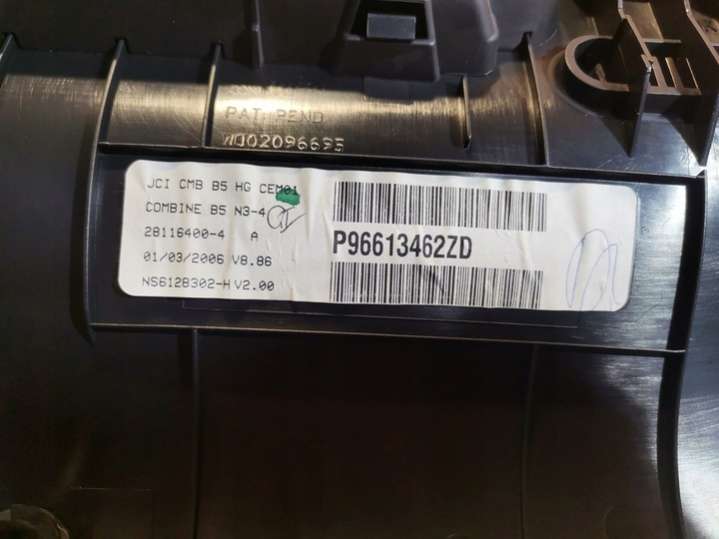 PAT. PEND
WO02096695
JCI CMB B5 HG CEM01
COMBINE B5 N3-4
28116400-4 A
01/03/2006 V8.86
NS6128302-H V2.00
P96613462ZD